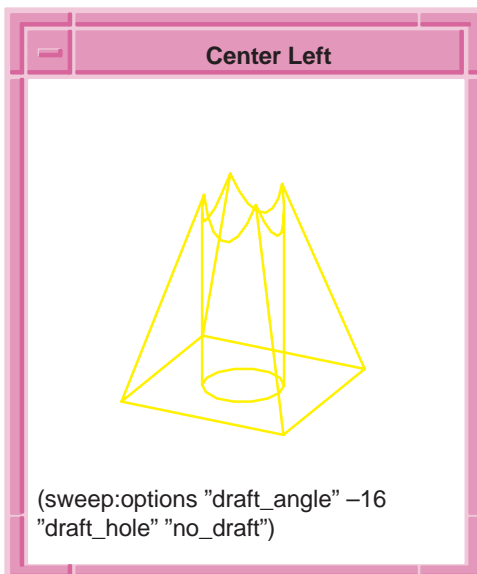 Center Left
(sweep:options ”draft_angle” –16
”draft_hole” ”no_draft”)